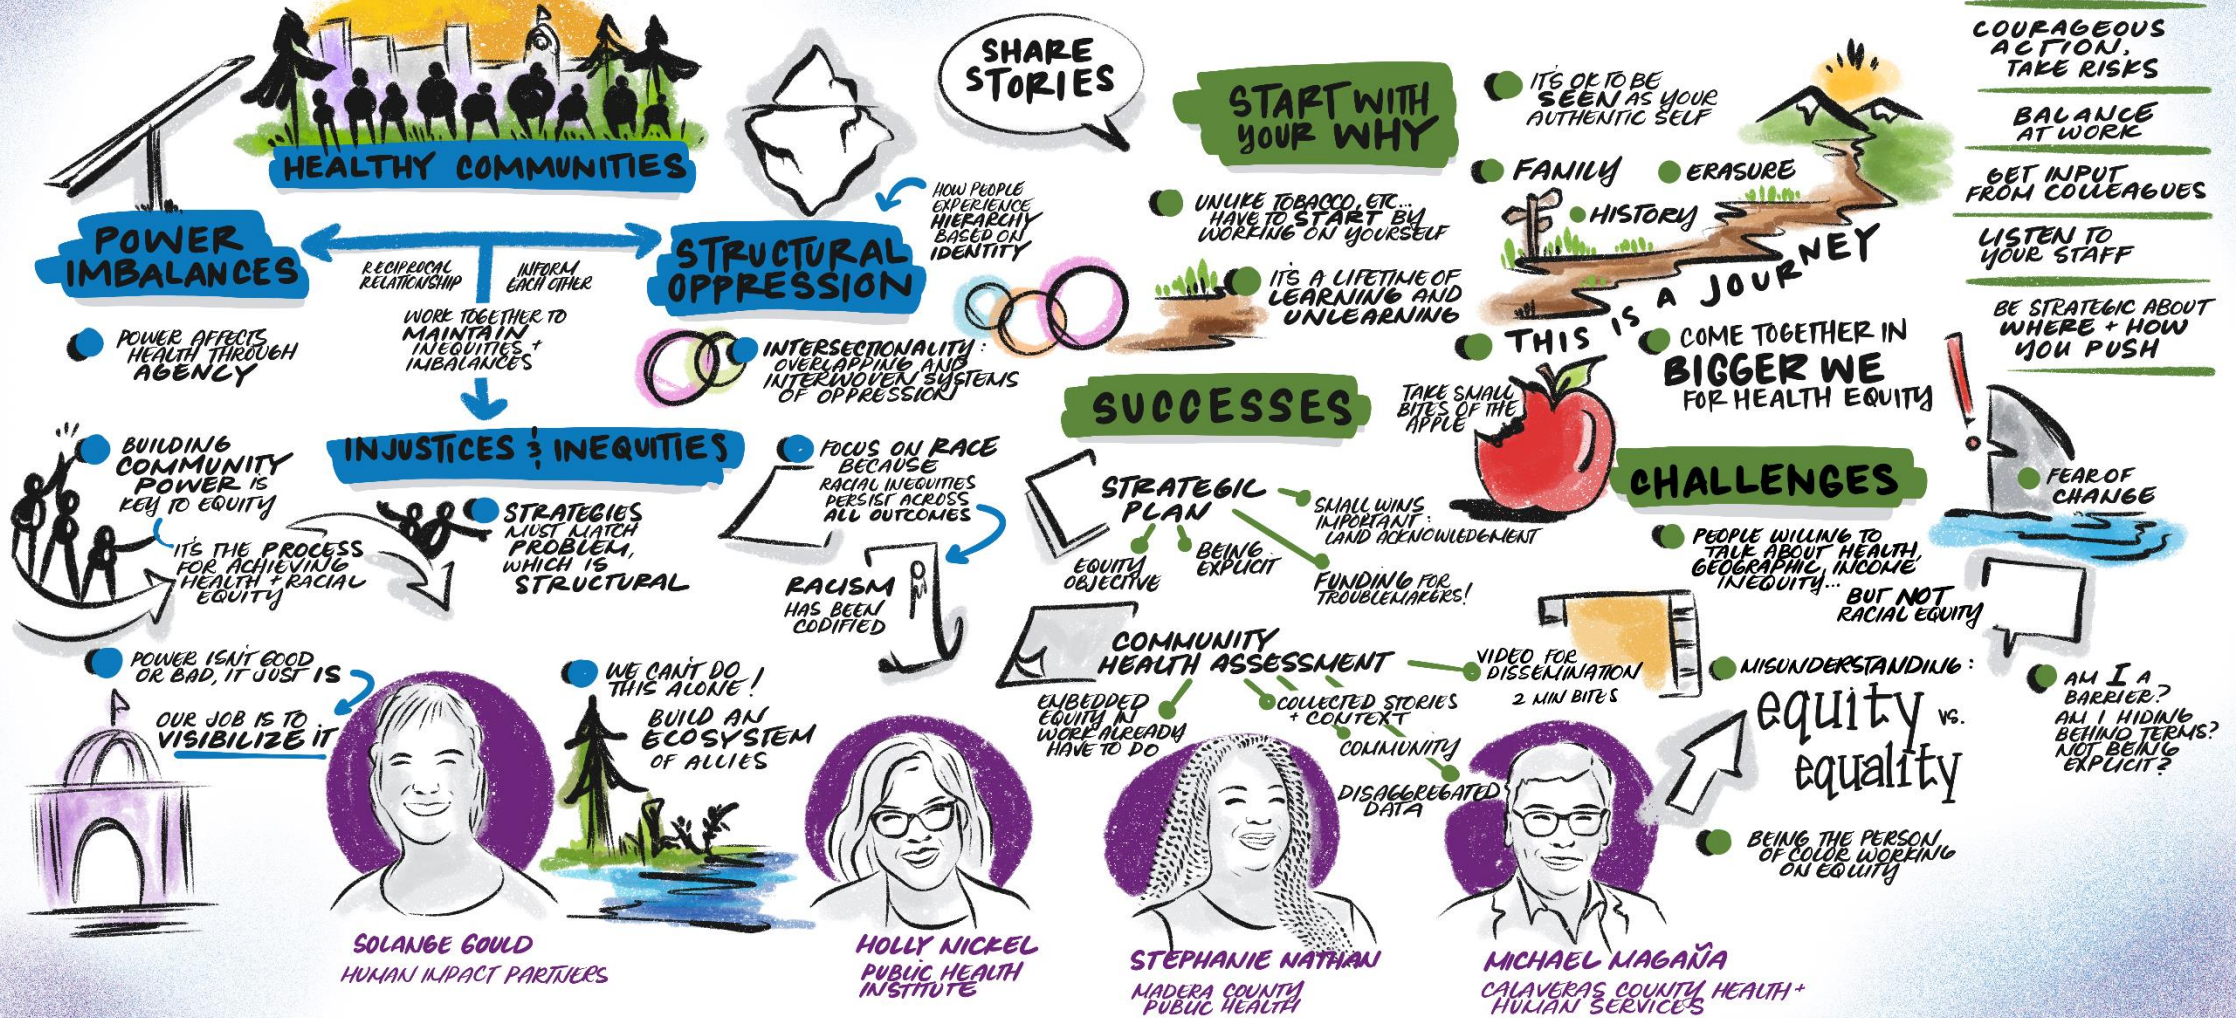 HEALTHY COMMUNITIES
POWER
IMBALANCES
RECIPROCAL
RELATIONSHIP
INFORM
EACH OTHER
WORK TOGETHER TO
MAINTAIN
INEQUITIES +
IMBALANCES
STRUCTURAL
OPPRESSION
HOW PEOPLE
EXPERIENCE
HIERARCHY
BASED ON
IDENTITY
INTERSECTIONALITY:
OVERLAPPING AND
INTERWOVEN SYSTEMS
OF OPPRESSION
POWER AFFECTS
HEALTH THROUGH
AGENCY
BUILDING
COMMUNITY
POWER IS
KEY TO EQUITY
IT'S THE PROCESS
FOR ACHIEVING
HEALTH + RACIAL
EQUITY
POWER ISN'T GOOD
OR BAD, IT JUST IS
OUR JOB IS TO
VISIBILIZE IT
INJUSTICES & INEQUITIES
STRATEGIES
MUST MATCH
PROBLEM,
WHICH IS
STRUCTURAL
FOCUS ON RACE
BECAUSE
RACIAL INEQUITIES
PERSIST ACROSS
ALL OUTCOMES
RACISM
HAS BEEN
CODIFIED
WE CAN'T DO
THIS ALONE!
BUILD AN
ECOSYSTEM
OF ALLIES
SOLANGE GOULD
HUMAN IMPACT PARTNERS
HOLLY NICKEL
PUBLIC HEALTH
INSTITUTE
SHARE
STORIES
START WITH
YOUR WHY
IT'S OK TO BE
SEEN AS YOUR
AUTHENTIC SELF
FAMILY
ERASURE
HISTORY
UNLIKE TOBACCO, ETC...
HAVE TO START BY
WORKING ON YOURSELF
IT'S A LIFETIME OF
LEARNING AND
UNLEARNING
THIS IS A JOURNEY
COME TOGETHER IN
BIGGER WE
FOR HEALTH EQUITY
TAKE SMALL
BITES OF THE
APPLE
SUCCESSES
STRATEGIC
PLAN
EQUITY
OBJECTIVE
BEING
EXPLICIT
SMALL WINS
IMPORTANT:
LAND ACKNOWLEDGMENT
FUNDING FOR
TROUBLEMAKERS!
COMMUNITY
HEALTH ASSESSMENT
EMBEDDED
EQUITY IN
WORK ALREADY
HAVE TO DO
COLLECTED STORIES
+ CONTEXT
COMMUNITY
DISAGGREGATED
DATA
VIDEO FOR
DISSEMINATION
2 MIN BITES
STEPHANIE NATHAN
MADERA COUNTY
PUBLIC HEALTH
MICHAEL MAGAÑA
CALAVERAS COUNTY HEALTH +
HUMAN SERVICES
CHALLENGES
FEAR OF
CHANGE
PEOPLE WILLING TO
TALK ABOUT HEALTH,
GEOGRAPHIC, INCOME
INEQUITY...
BUT NOT
RACIAL EQUITY
MISUNDERSTANDING:
equity vs.
equality
AM I A
BARRIER?
AM I HIDING
BEHIND TERMS?
NOT BEING
EXPLICIT?
BEING THE PERSON
OF COLOR WORKING
ON EQUITY
COURAGEOUS
ACTION.
TAKE RISKS
BALANCE
AT WORK
GET INPUT
FROM COLLEAGUES
LISTEN TO
YOUR STAFF
BE STRATEGIC ABOUT
WHERE + HOW
YOU PUSH